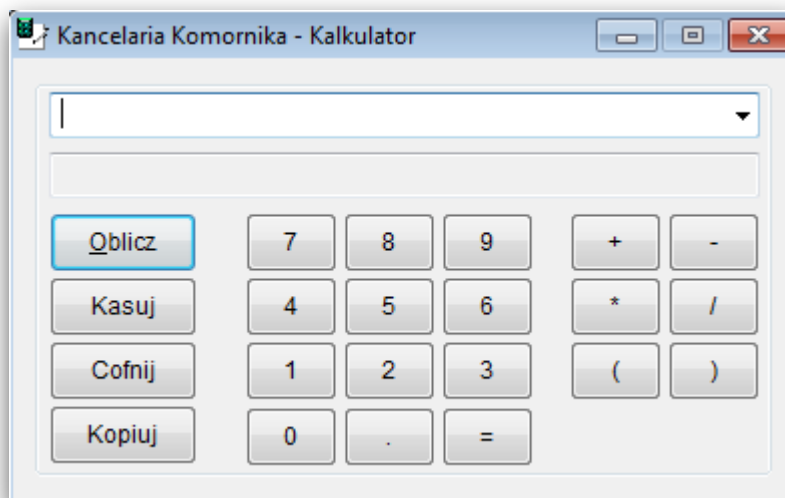 Kancelaria Komornika - Kalkulator
Oblicz 7 8 9 + -
Kasuj 4 5 6 * /
Cofnij 1 2 3 ( )
Kopiuj 0 . =